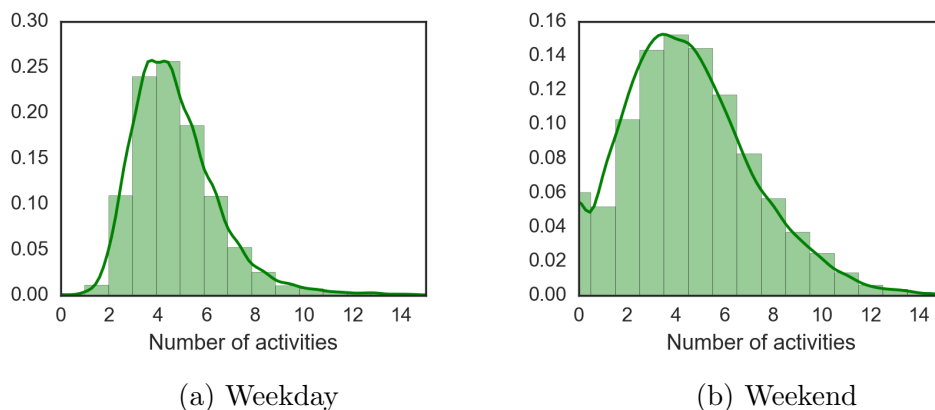 0.30
0.25
0.20
0.15
0.10
0.05
0.00
0 2 4 6 8 10 12 14
Number of activities
(a) Weekday
0.16
0.14
0.12
0.10
0.08
0.06
0.04
0.02
0.00
0 2 4 6 8 10 12 14
Number of activities
(b) Weekend